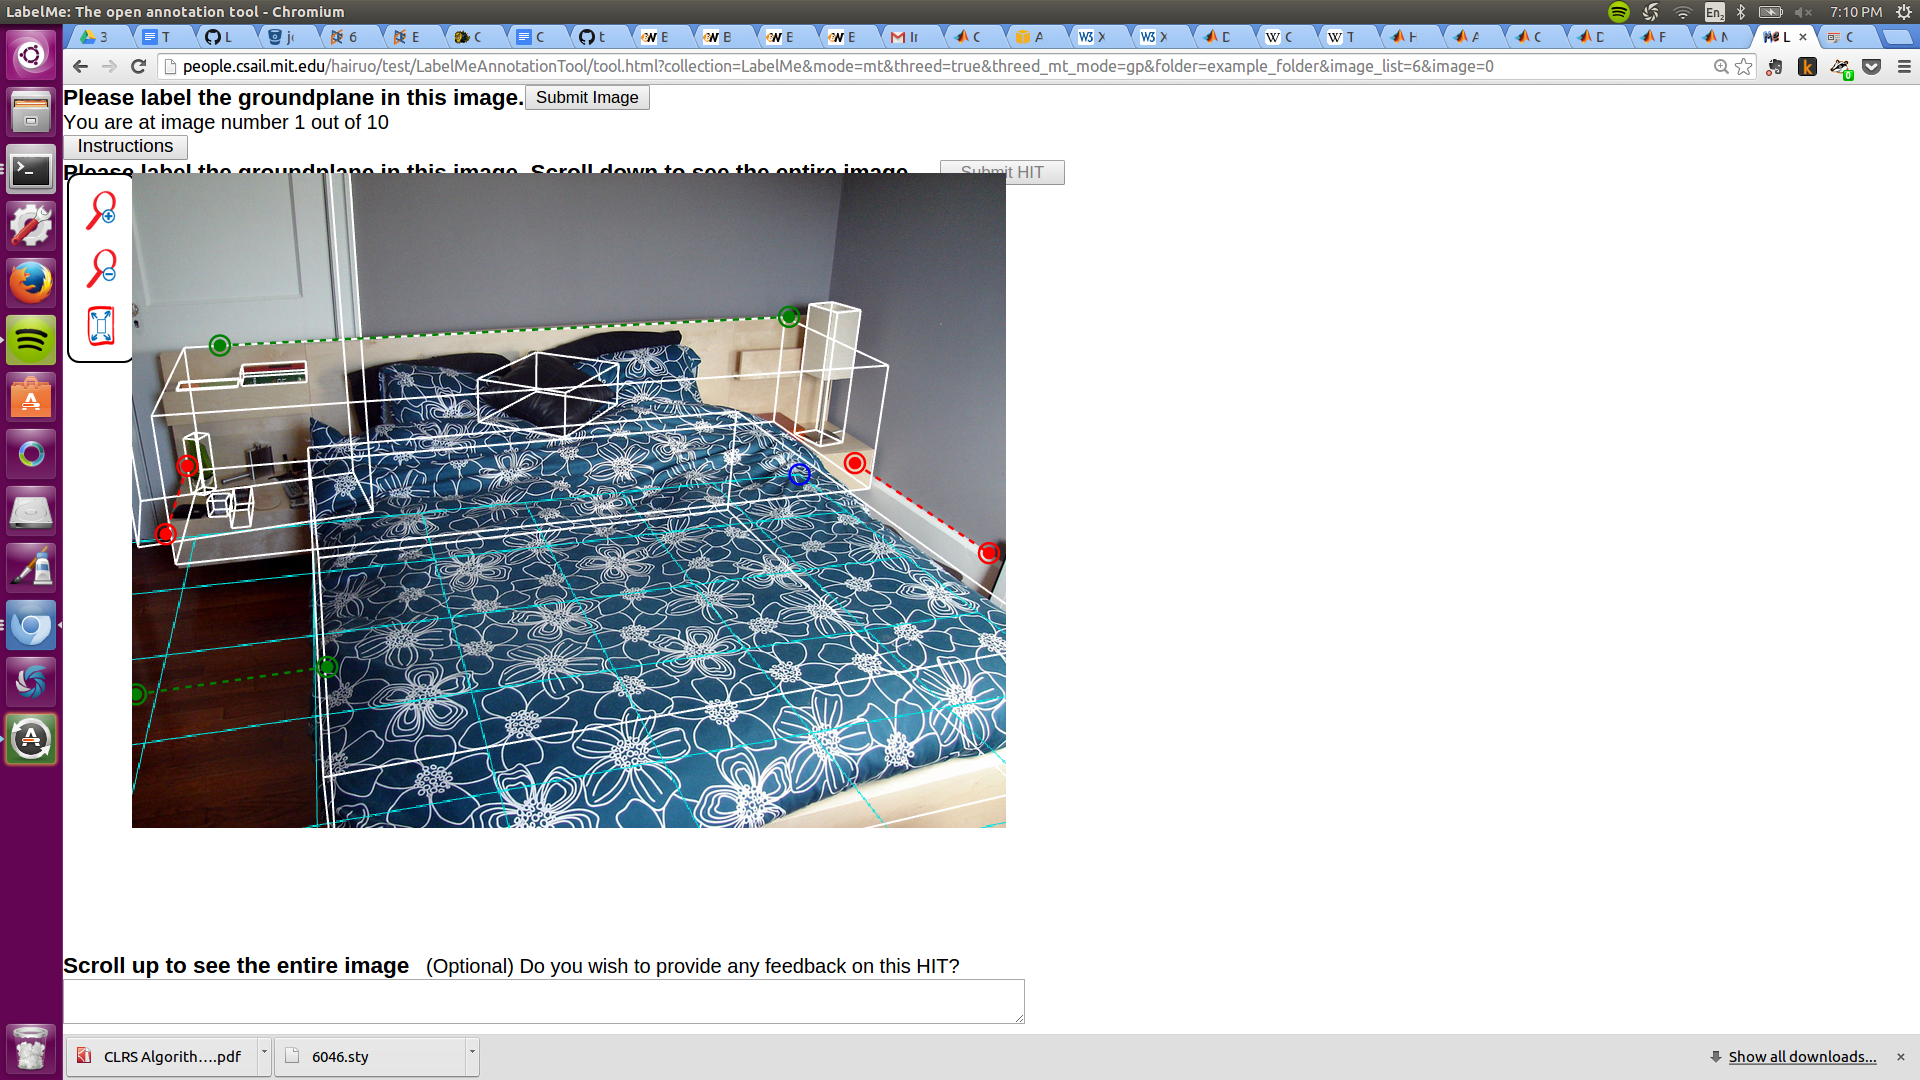 LabelMe: The open annotation tool - Chromium
En₂ 7:10 PM
3 T L j 6 E C C t E B E B In C A X X D C T H A C D F M L × C
people.csail.mit.edu/hairuo/test/LabelMeAnnotationTool/tool.html?collection=LabelMe&mode=mt&threed=true&threed_mt_mode=gp&folder=example_folder&image_list=6&image=0
Please label the groundplane in this image. Submit Image
You are at image number 1 out of 10
Instructions
Please label the groundplane in this image. Scroll down to see the entire image. Submit HIT
Scroll up to see the entire image (Optional) Do you wish to provide any feedback on this HIT?
CLRS Algorith....pdf 6046.sty Show all downloads... ×